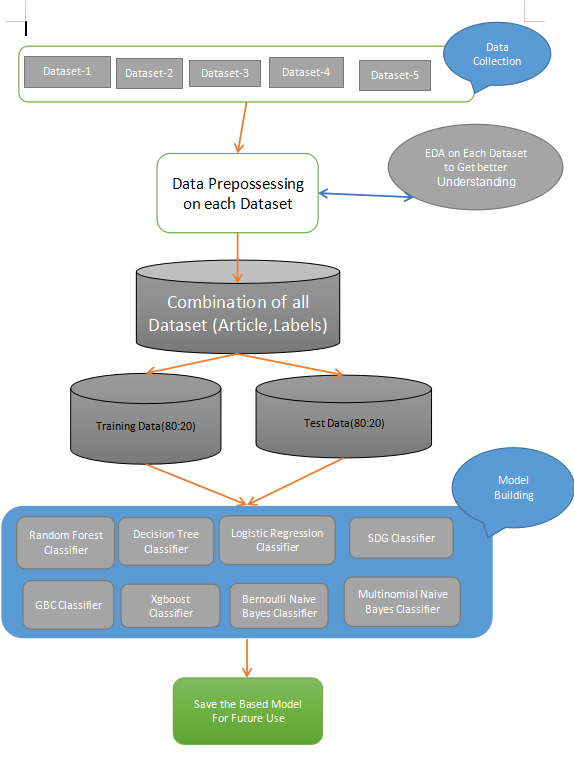 Data
Collection
Dataset-1
Dataset-2
Dataset-3
Dataset-4
Dataset-5
EDA on Each Dataset
to Get better
Understanding
Data Prepossessing
on each Dataset
Combination of all
Dataset (Article,Labels)
Training Data(80:20)
Test Data(80:20)
Model
Building
Random Forest
Classifier
Decision Tree
Classifier
Logistic Regression
Classifier
SDG Classifier
GBC Classifier
Xgboost
Classifier
Bernoulli Naive
Bayes Classifier
Multinomial Naive
Bayes Classifier
Save the Based Model
For Future Use